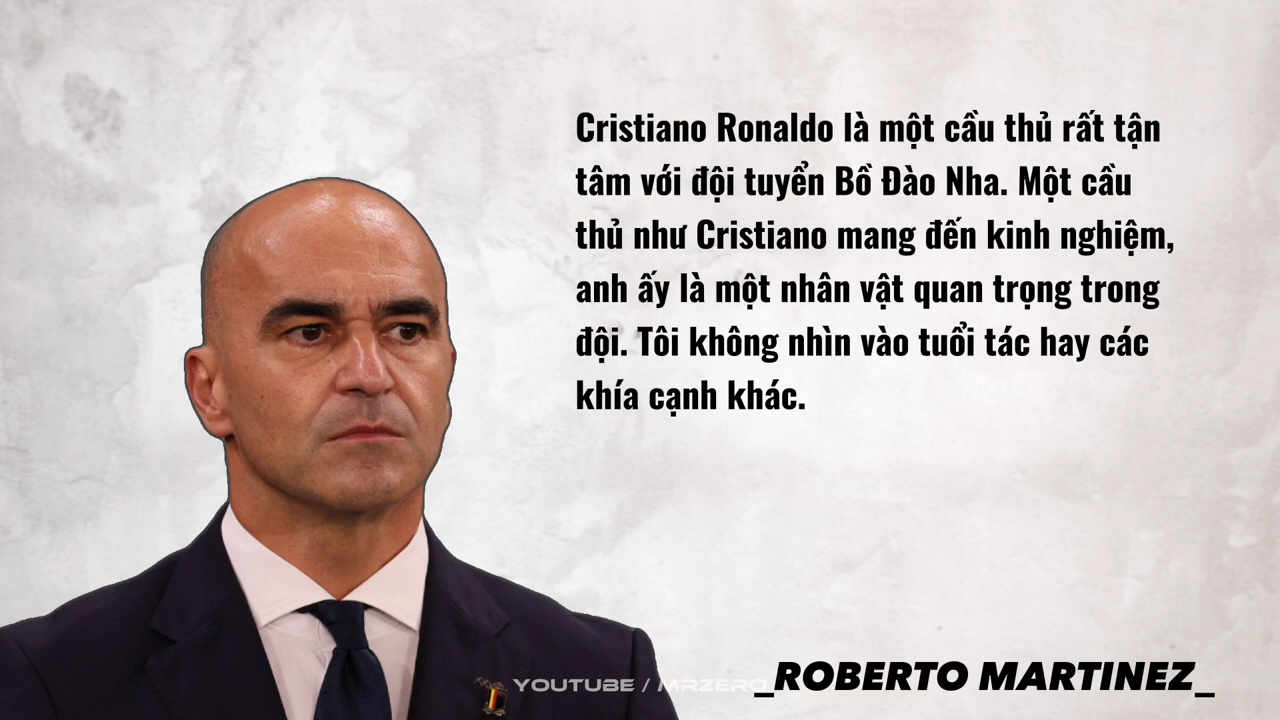 Cristiano Ronaldo là một cầu thủ rất tận
tâm với đội tuyển Bồ Đào Nha. Một cầu
thủ như Cristiano mang đến kinh nghiệm,
anh ấy là một nhân vật quan trọng trong
đội. Tôi không nhìn vào tuổi tác hay các
khía cạnh khác.
YOUTUBE / MRZERO
_ROBERTO MARTINEZ_